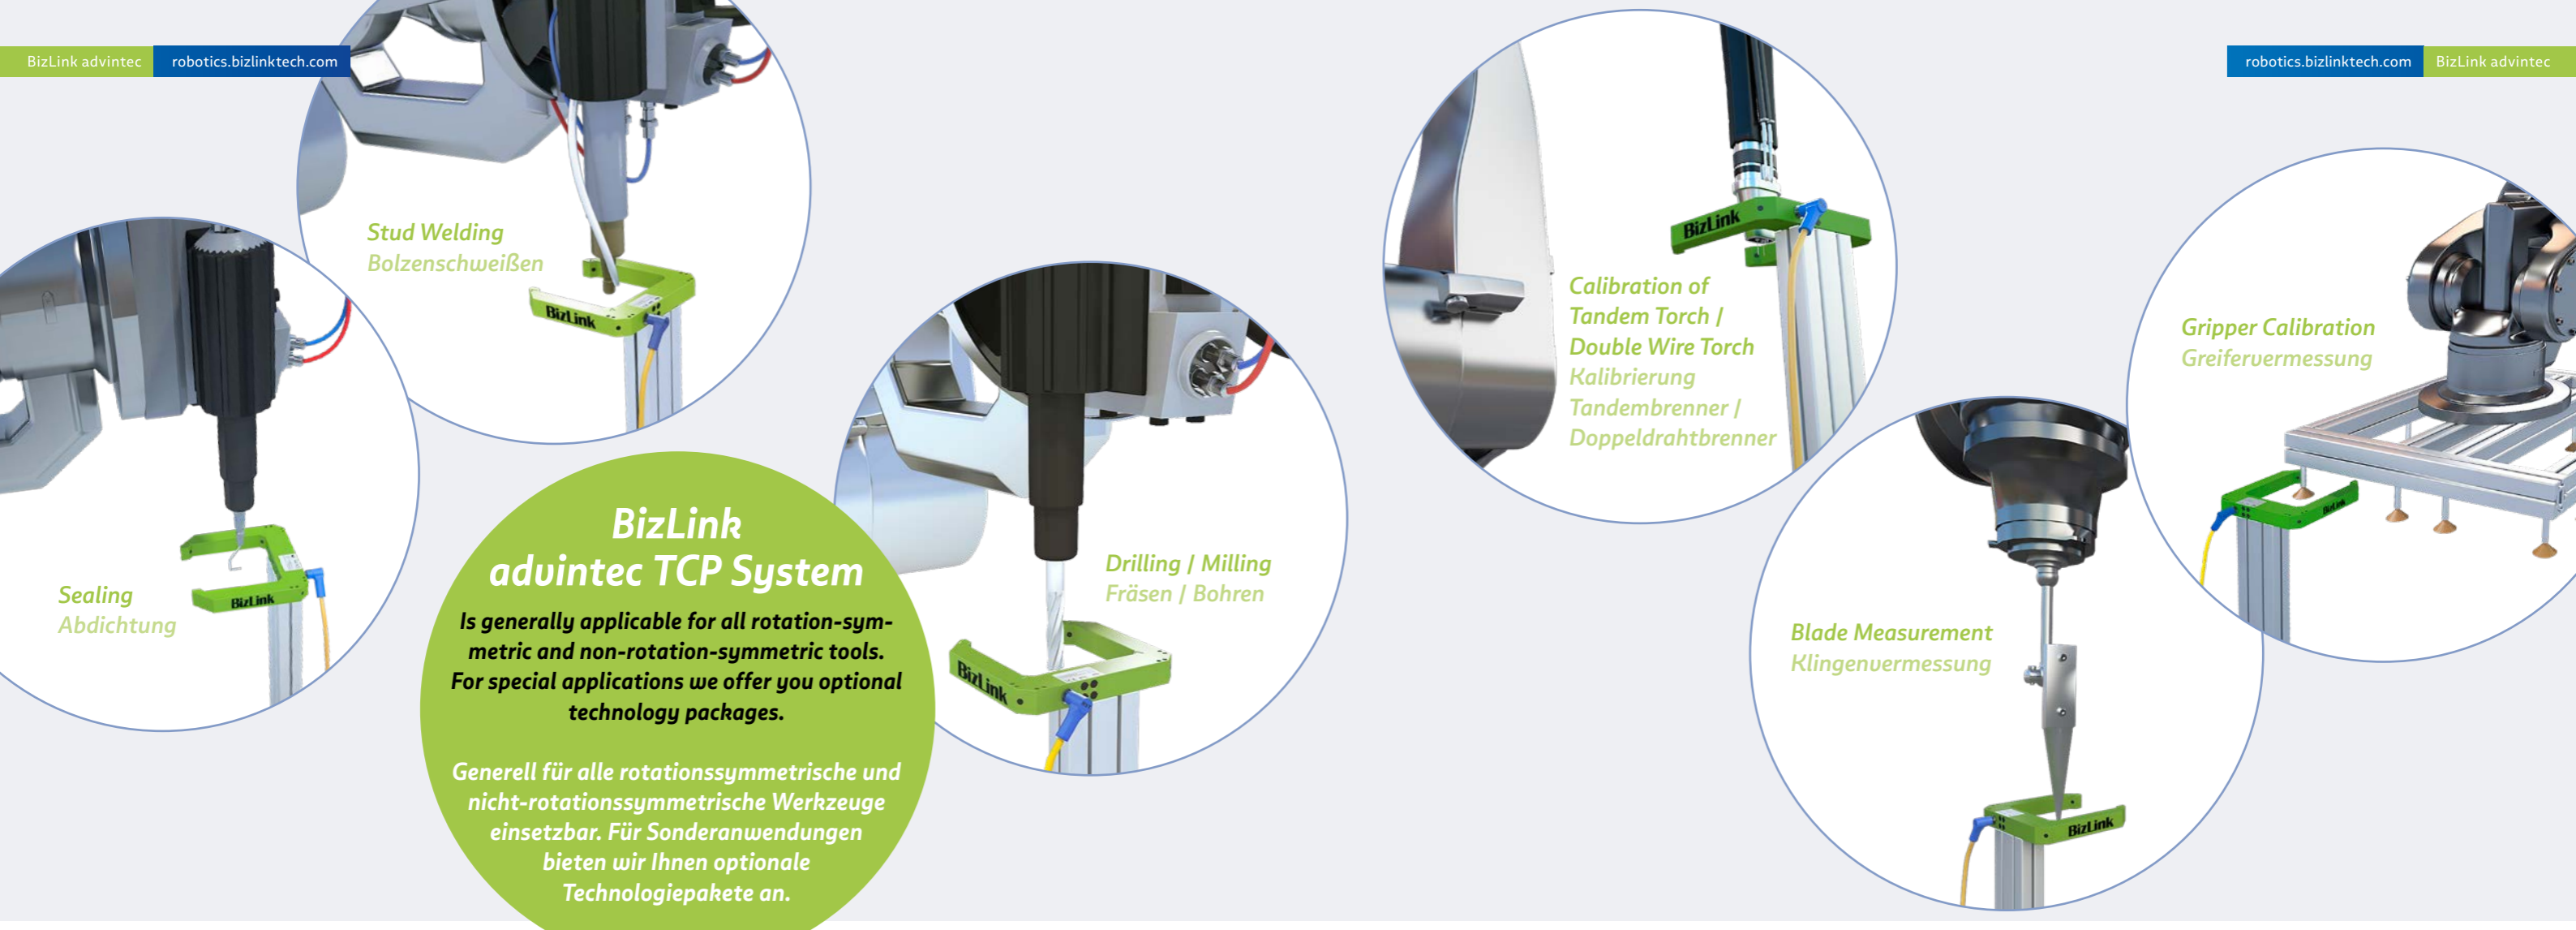 BizLink advintec
robotics.bizlinktech.com
robotics.bizlinktech.com
BizLink advintec
Stud Welding
Bolzenschweißen
BizLink
Sealing
Abdichtung
BizLink
BizLink
advintec TCP System
Is generally applicable for all rotation-sym-
metric and non-rotation-symmetric tools.
For special applications we offer you optional
technology packages.
Generell für alle rotationssymmetrische und
nicht-rotationssymmetrische Werkzeuge
einsetzbar. Für Sonderanwendungen
bieten wir Ihnen optionale
Technologiepakete an.
Drilling / Milling
Fräsen / Bohren
BizLink
BizLink
Calibration of
Tandem Torch /
Double Wire Torch
Kalibrierung
Tandembrenner /
Doppeldrahtbrenner
Blade Measurement
Klingenvermessung
BizLink
Gripper Calibration
Greifervermessung
BizLink